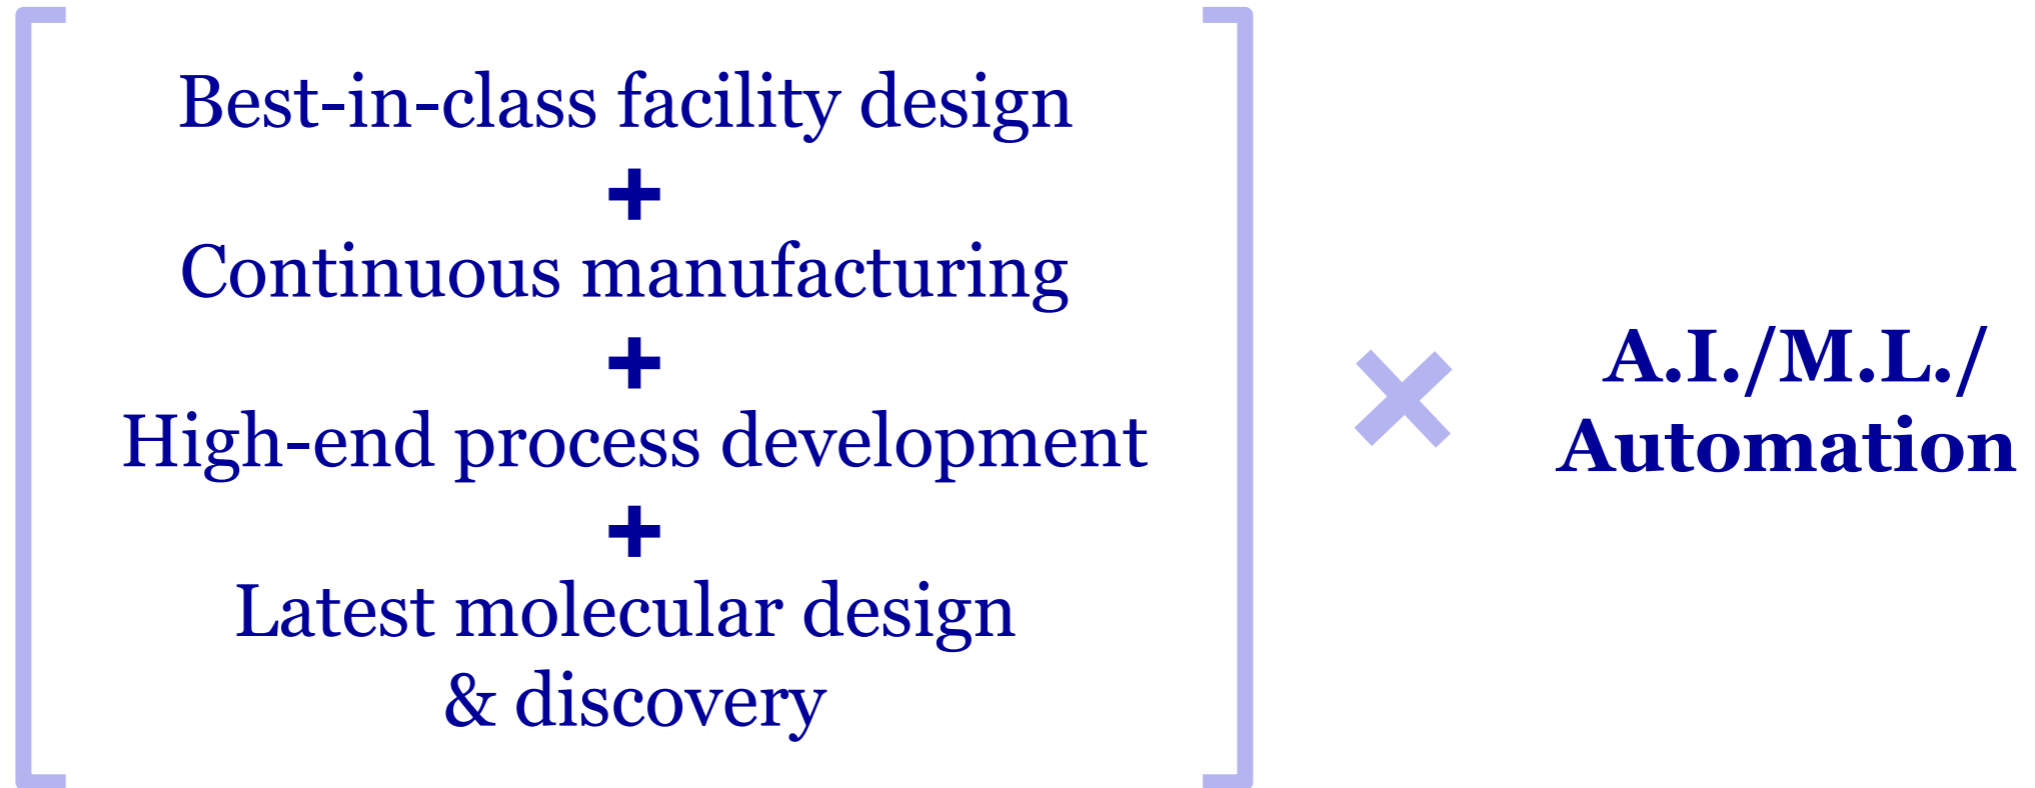 Best-in-class facility design
+
Continuous manufacturing
+
High-end process development
+
Latest molecular design
& discovery
×
A.I./M.L./
Automation